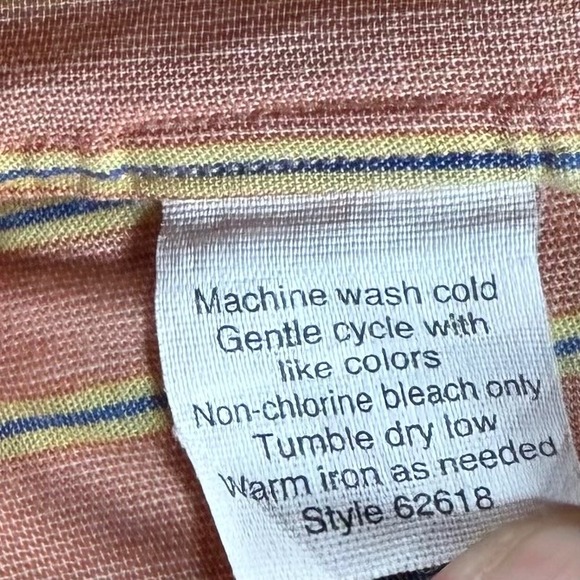 Machine wash cold
Gentle cycle with
like colors
Non-chlorine bleach only
Tumble dry low
Warm iron as needed
Style 62618